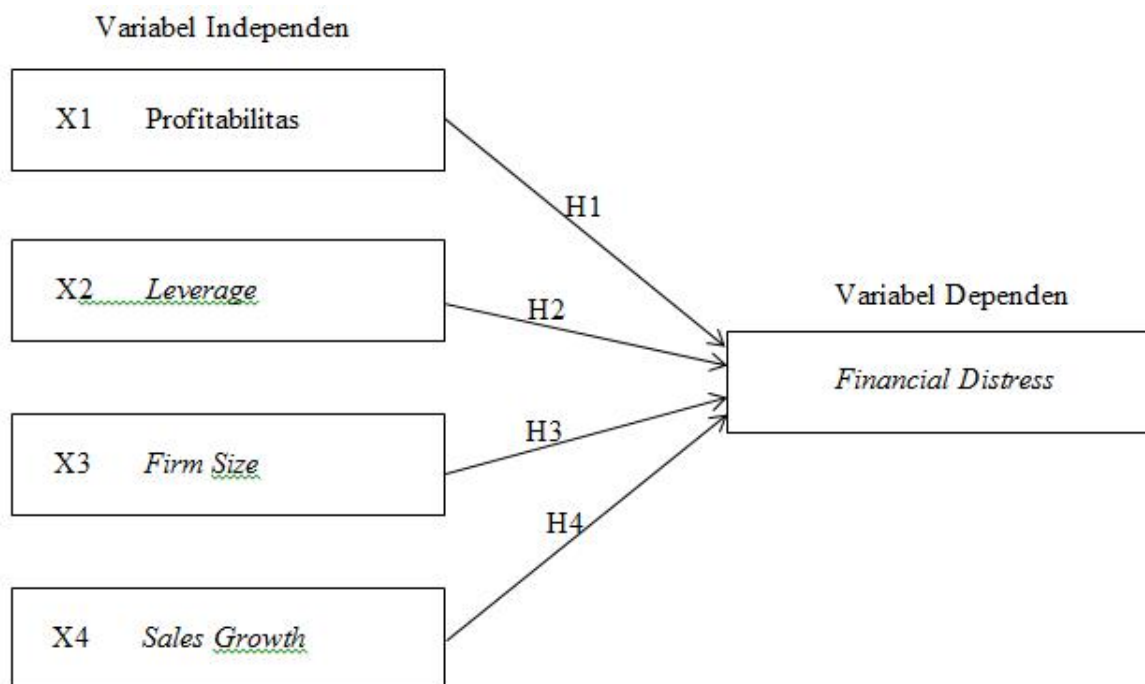 Variabel Independen
X1 Profitabilitas
H1
X2 Leverage
H2
Variabel Dependen
Financial Distress
X3 Firm Size
H3
H4
X4 Sales Growth